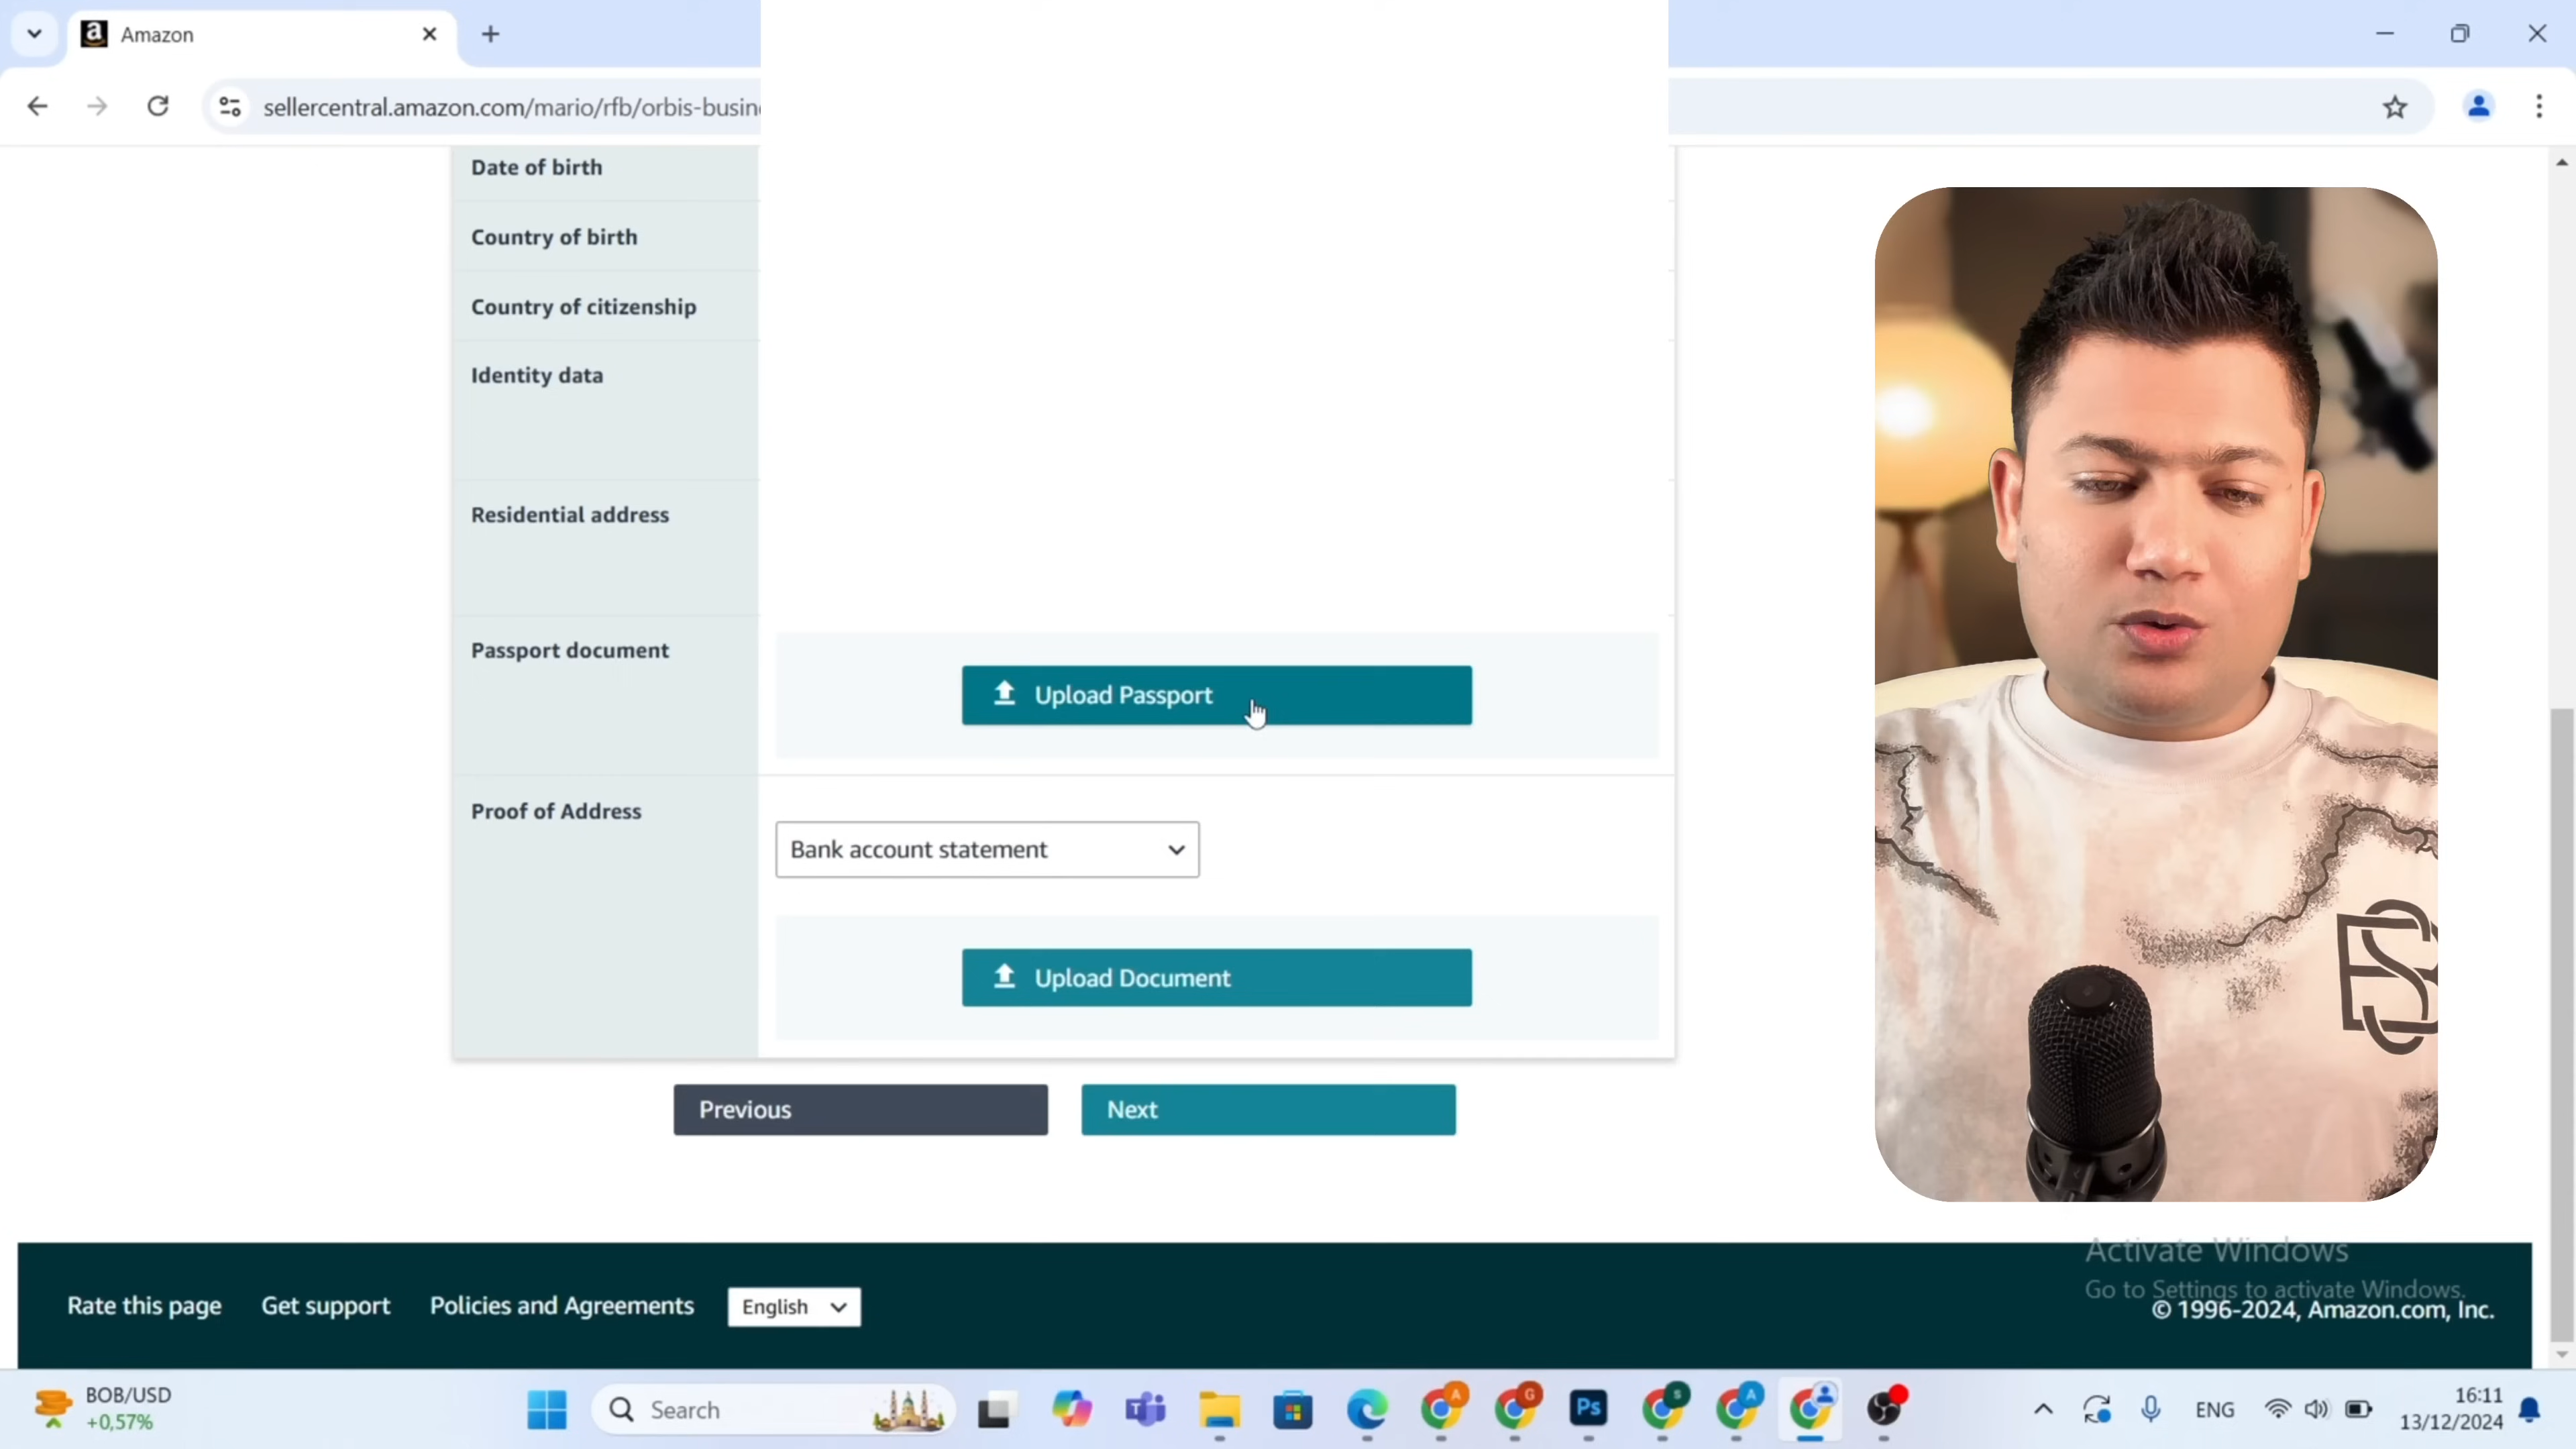 Amazon
sellercentral.amazon.com/mario/rfb/orbis-busin
Date of birth
Country of birth
Country of citizenship
Identity data
Residential address
Passport document
Upload Passport
Proof of Address
Bank account statement
Upload Document
Previous
Next
Activate Windows
Go to Settings to activate Windows.
Rate this page
Get support
Policies and Agreements
English
© 1996-2024, Amazon.com, Inc.
BOB/USD
+0,57%
Search
A
G
Ps
S
A
ENG
16:11
13/12/2024